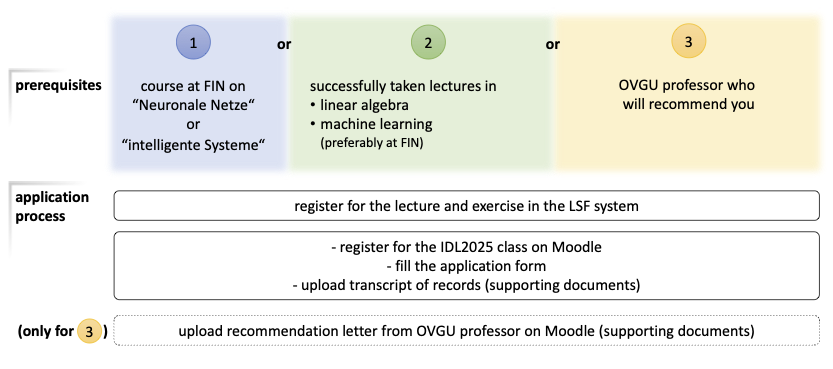 1
or
2
or
3
prerequisites
course at FIN on
“Neuronale Netze“
or
“intelligente Systeme“
successfully taken lectures in
• linear algebra
• machine learning
(preferably at FIN)
OVGU professor who
will recommend you
application
process
register for the lecture and exercise in the LSF system
- register for the IDL2025 class on Moodle
- fill the application form
- upload transcript of records (supporting documents)
(only for 3 )
upload recommendation letter from OVGU professor on Moodle (supporting documents)